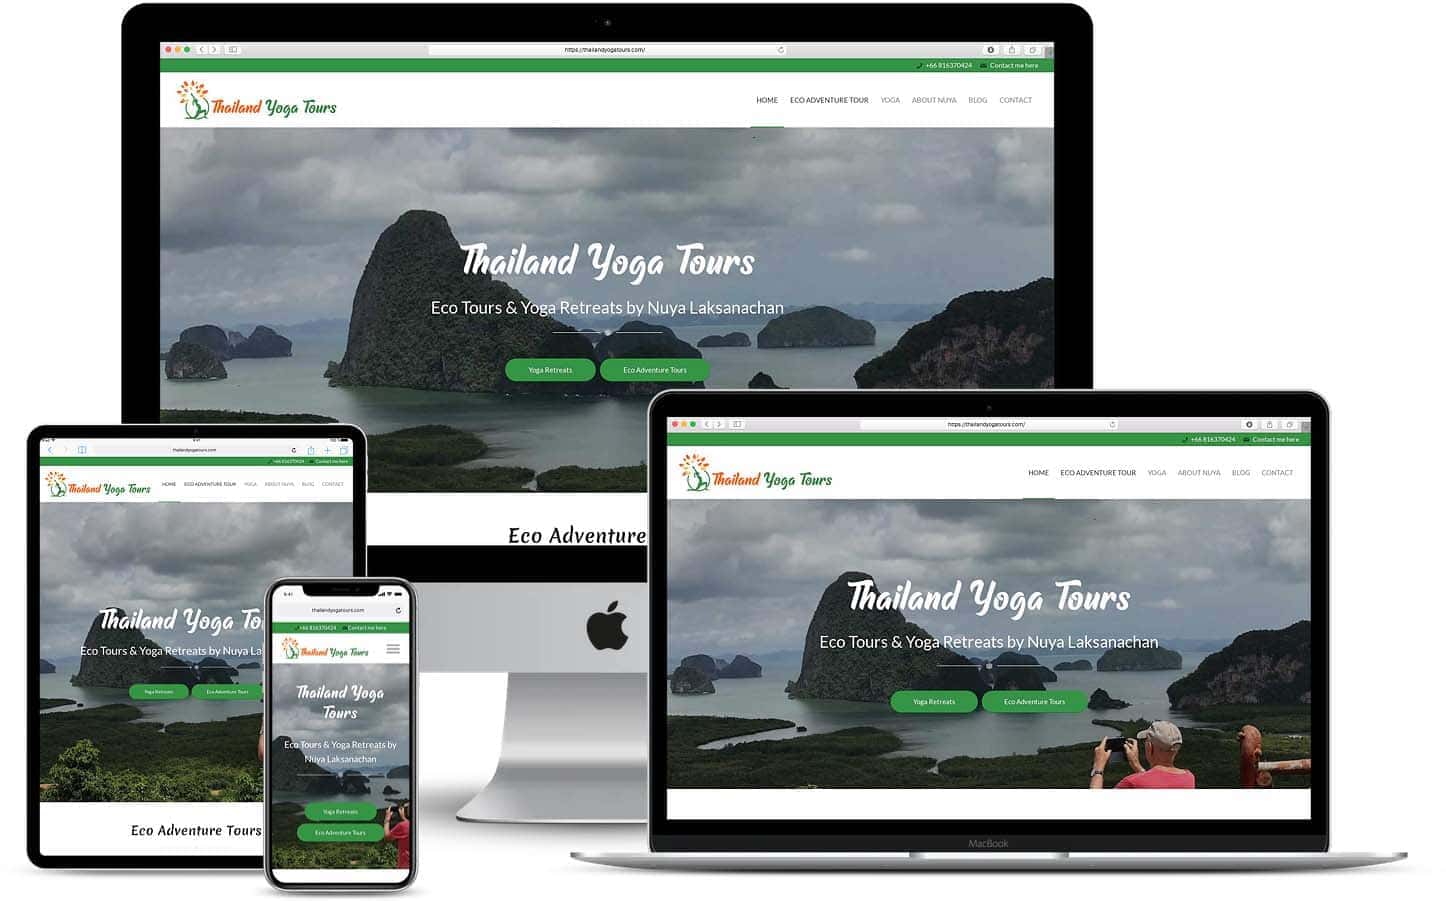 https://thailandyogatours.com/
+66 816370424 Contact me here
Thailand Yoga Tours
HOME ECO ADVENTURE TOUR YOGA ABOUT NUYA BLOG CONTACT
Thailand Yoga Tours
Eco Tours & Yoga Retreats by Nuya Laksanachan
Yoga Retreats Eco Adventure Tours
Eco Adventure
9:41
thailandyogatours.com
+66 816370424 Contact me here
Thailand Yoga Tours
HOME ECO ADVENTURE TOUR YOGA ABOUT NUYA BLOG CONTACT
Thailand Yoga To
Eco Tours & Yoga Retreats by Nuya La
Yoga Retreats Eco Adventure Tours
Eco Adventure Tours
9:41
thailandyogatours.com
+66 816370424 Contact me here
Thailand Yoga Tours
Thailand Yoga
Tours
Eco Tours & Yoga Retreats by
Nuya Laksanachan
Yoga Retreats
Eco Adventure Tours
https://thailandyogatours.com/
+66 816370424 Contact me here
Thailand Yoga Tours
HOME ECO ADVENTURE TOUR YOGA ABOUT NUYA BLOG CONTACT
Thailand Yoga Tours
Eco Tours & Yoga Retreats by Nuya Laksanachan
Yoga Retreats Eco Adventure Tours
MacBook